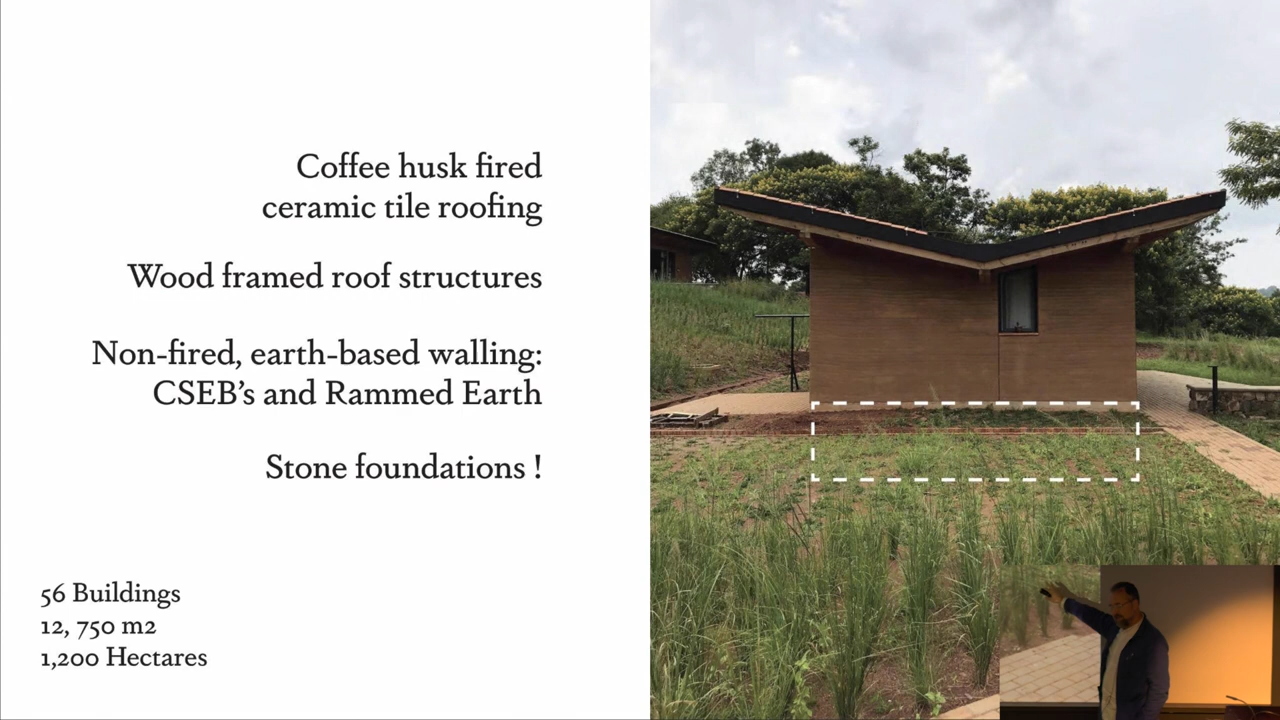 Coffee husk fired
ceramic tile roofing
Wood framed roof structures
Non-fired, earth-based walling:
CSEB’s and Rammed Earth
Stone foundations !
56 Buildings
12, 750 m2
1,200 Hectares